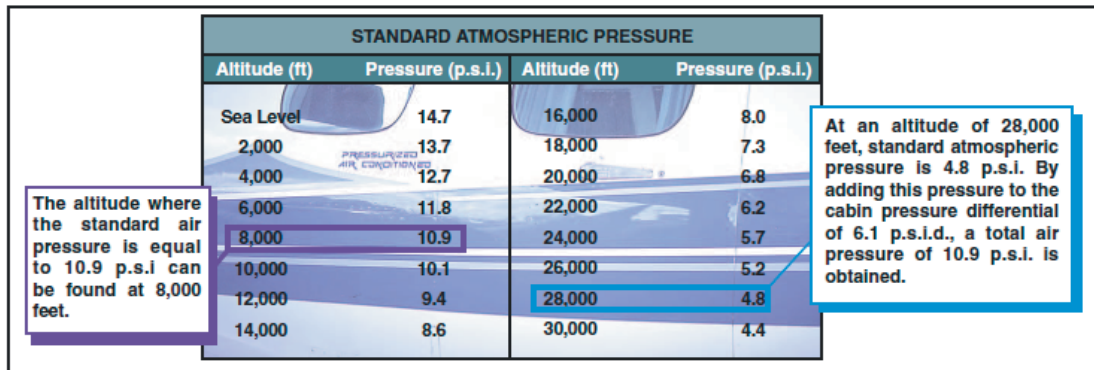 STANDARD ATMOSPHERIC PRESSURE
Altitude (ft) Pressure (p.s.i.) Altitude (ft) Pressure (p.s.i.)
Sea Level 14.7 16,000 8.0
2,000 13.7 18,000 7.3
PRESSURIZED
AIR CONDITIONED
4,000 12.7 20,000 6.8
6,000 11.8 22,000 6.2
8,000 10.9 24,000 5.7
10,000 10.1 26,000 5.2
12,000 9.4 28,000 4.8
14,000 8.6 30,000 4.4
The altitude where
the standard air
pressure is equal
to 10.9 p.s.i can
be found at 8,000
feet.
At an altitude of 28,000
feet, standard atmospheric
pressure is 4.8 p.s.i. By
adding this pressure to the
cabin pressure differential
of 6.1 p.s.i.d., a total air
pressure of 10.9 p.s.i. is
obtained.